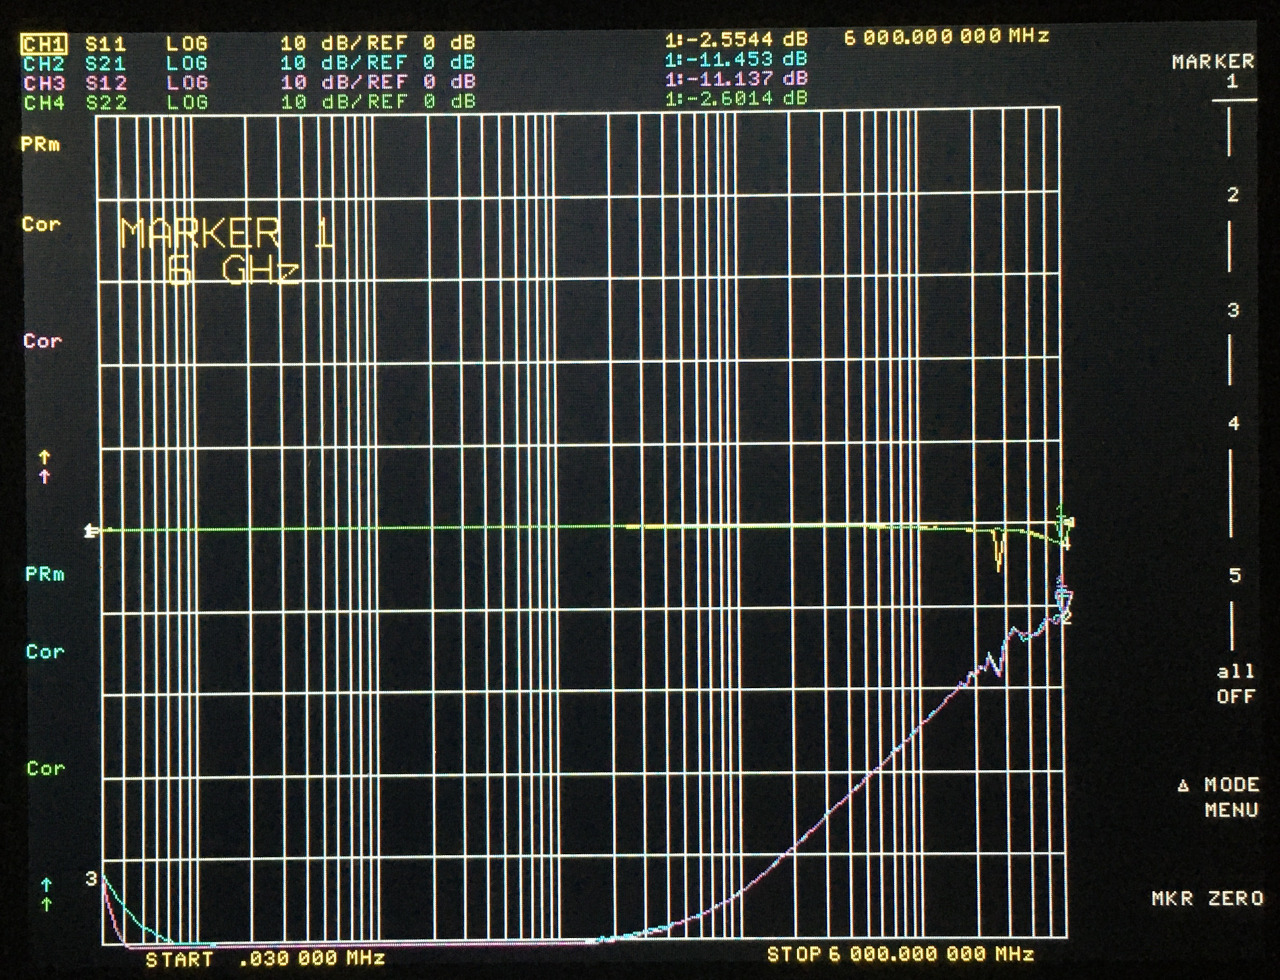 CH1 S11 LOG 10 dB/REF 0 dB 1:-2.5544 dB 6 000.000 000 MHz
CH2 S21 LOG 10 dB/REF 0 dB 1:-11.453 dB
CH3 S12 LOG 10 dB/REF 0 dB 1:-11.137 dB
CH4 S22 LOG 10 dB/REF 0 dB 1:-2.6014 dB
MARKER
1
PRm
2
Cor
MARKER 1
6 GHz
3
Cor
4
↑
↑
1
4
PRm
5
2
Cor
all
OFF
Cor
Δ MODE
MENU
3
↑
↑
MKR ZERO
START .030 000 MHz STOP 6 000.000 000 MHz